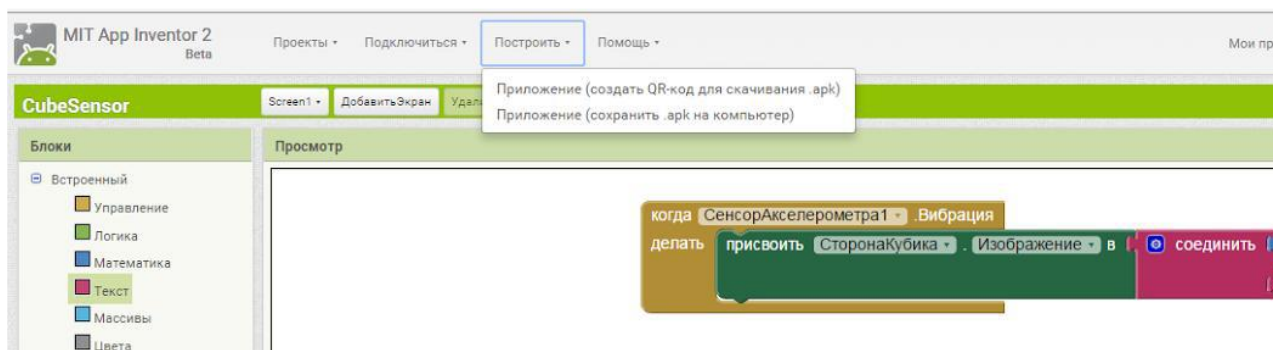 MIT App Inventor 2
Beta
Проекты
Подключиться
Построить
Помощь
Мои
Приложение (создать QR-код для скачивания .apk)
Приложение (сохранить .apk на компьютер)
CubeSensor
Screen1
ДобавитьЭкран
Блоки
Просмотр
Встроенный
Управление
Логика
Математика
Текст
Массивы
Цвета
когда СенсорАкселерометра1 .Вибрация
делать присвоить СторонаКубика . Изображение в соединить